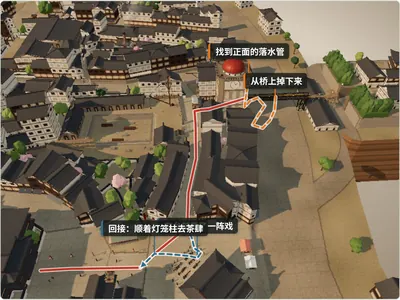 找到正面的落水管
从桥上掉下来
回接：顺着灯笼柱去茶肆
一阵戏